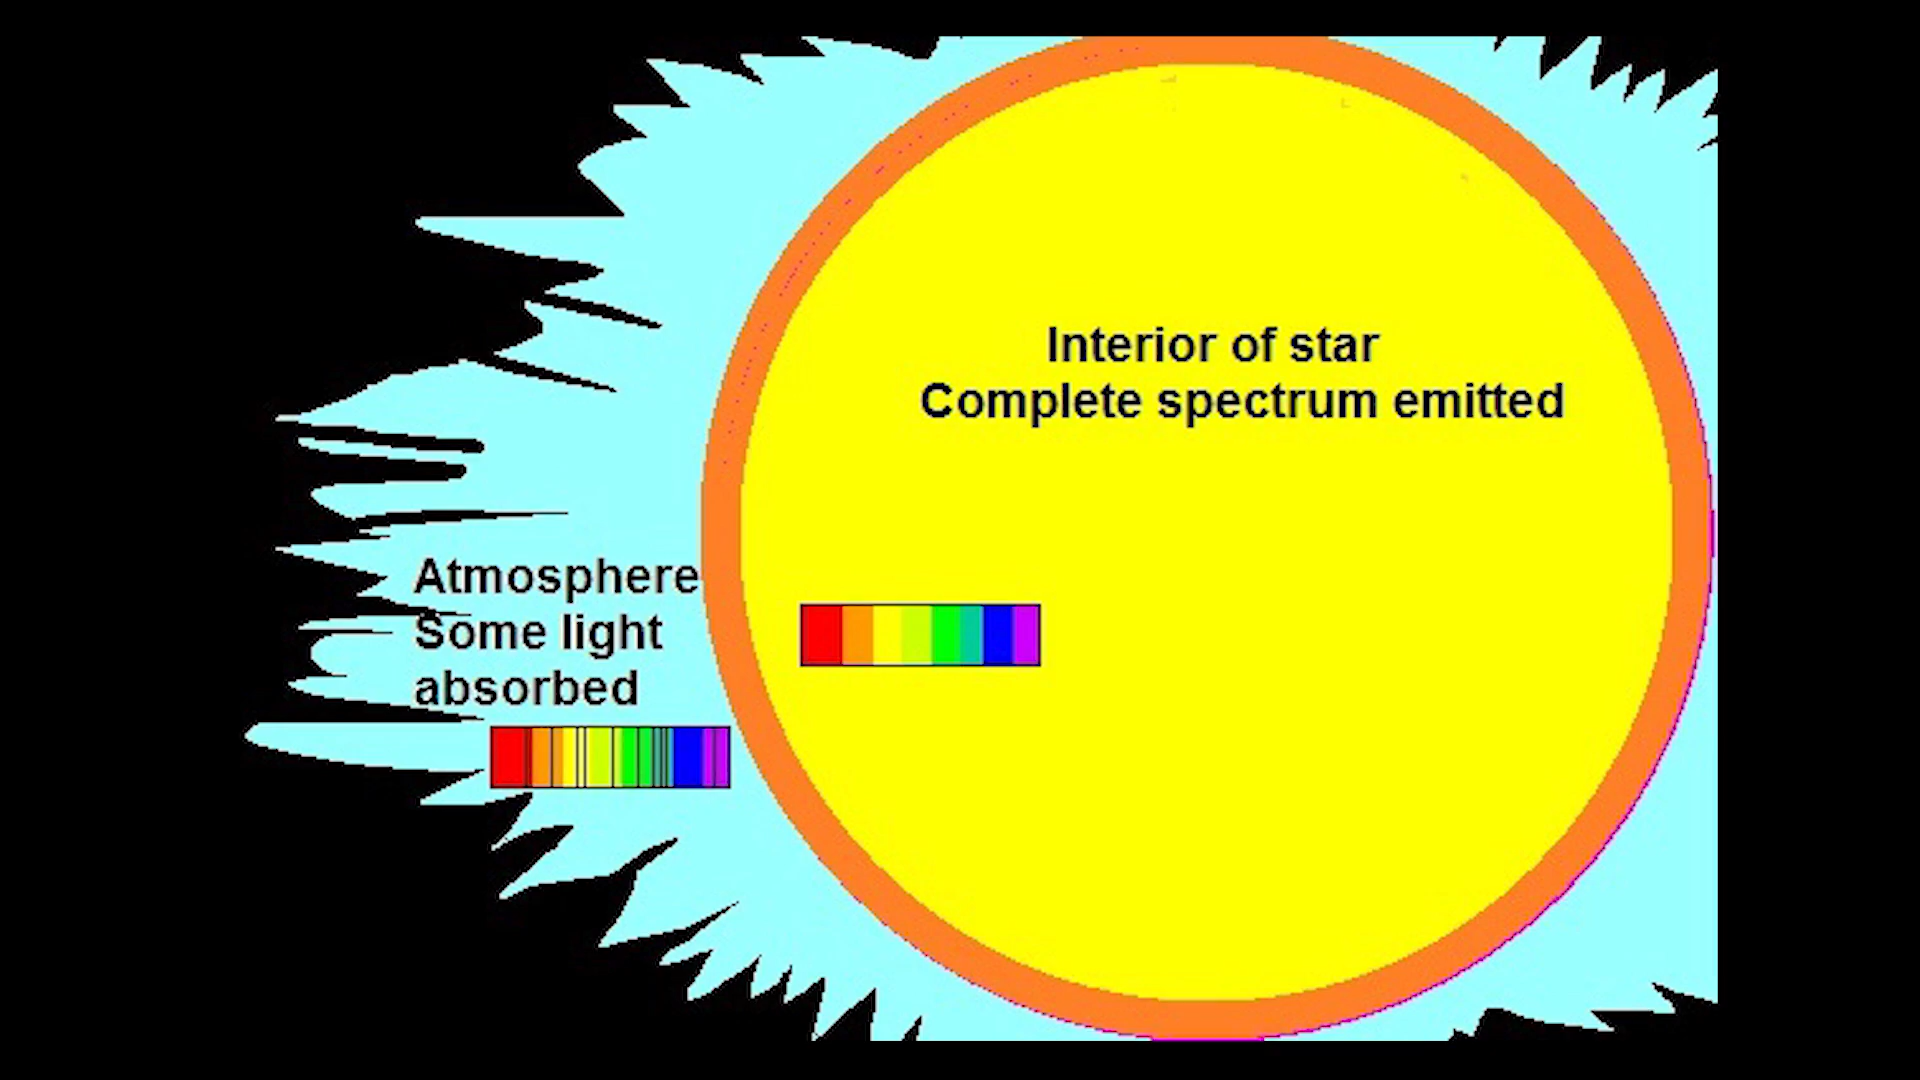 Interior of star
Complete spectrum emitted
Atmosphere
Some light
absorbed